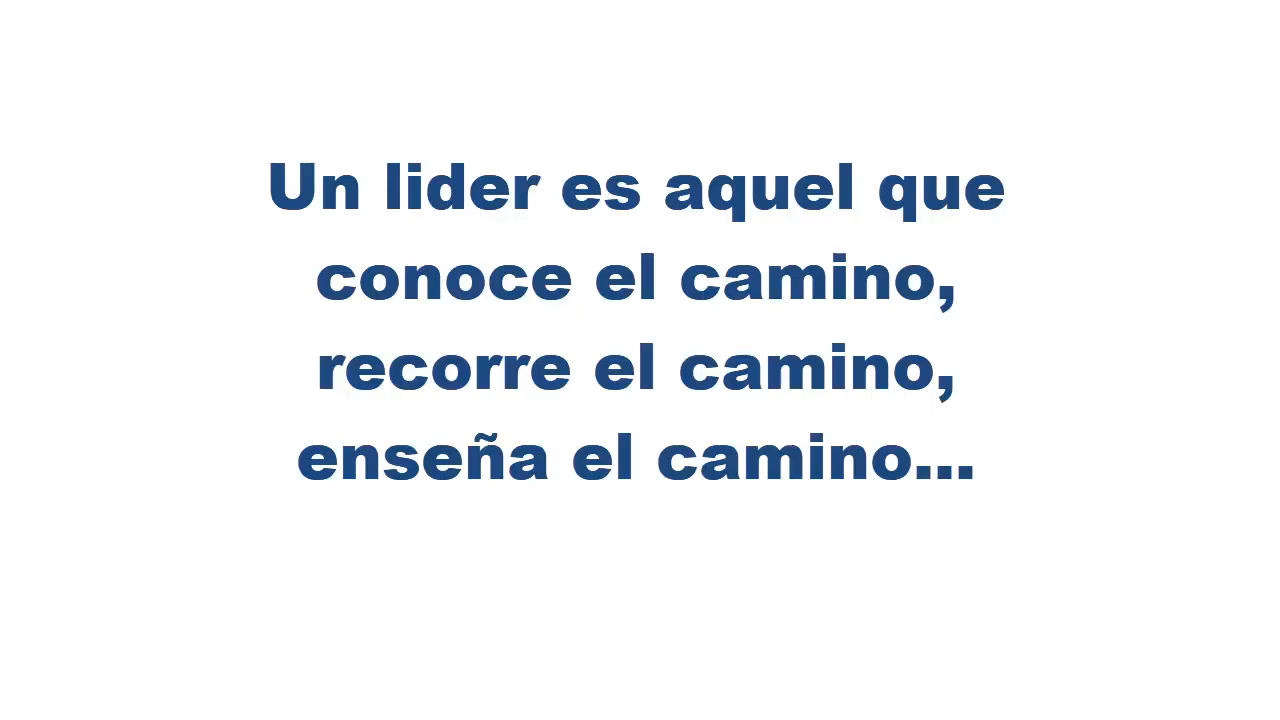 Un lider es aquel que
conoce el camino,
recorre el camino,
enseña el camino...